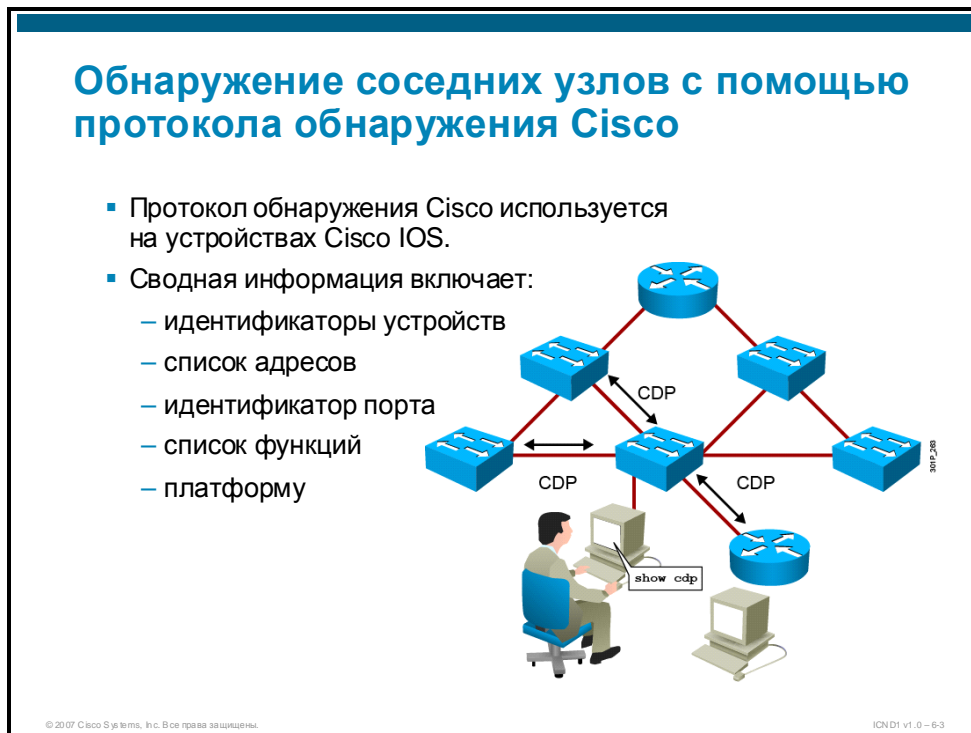 Обнаружение соседних узлов с помощью
протокола обнаружения Cisco
▪ Протокол обнаружения Cisco используется
на устройствах Cisco IOS.
▪ Сводная информация включает:
– идентификаторы устройств
– список адресов
– идентификатор порта
– список функций
– платформу
CDP
CDP
CDP
show cdp
301P_263
© 2007 Cisco Systems, Inc. Все права защищены.
ICND1 v1.0 – 6-3